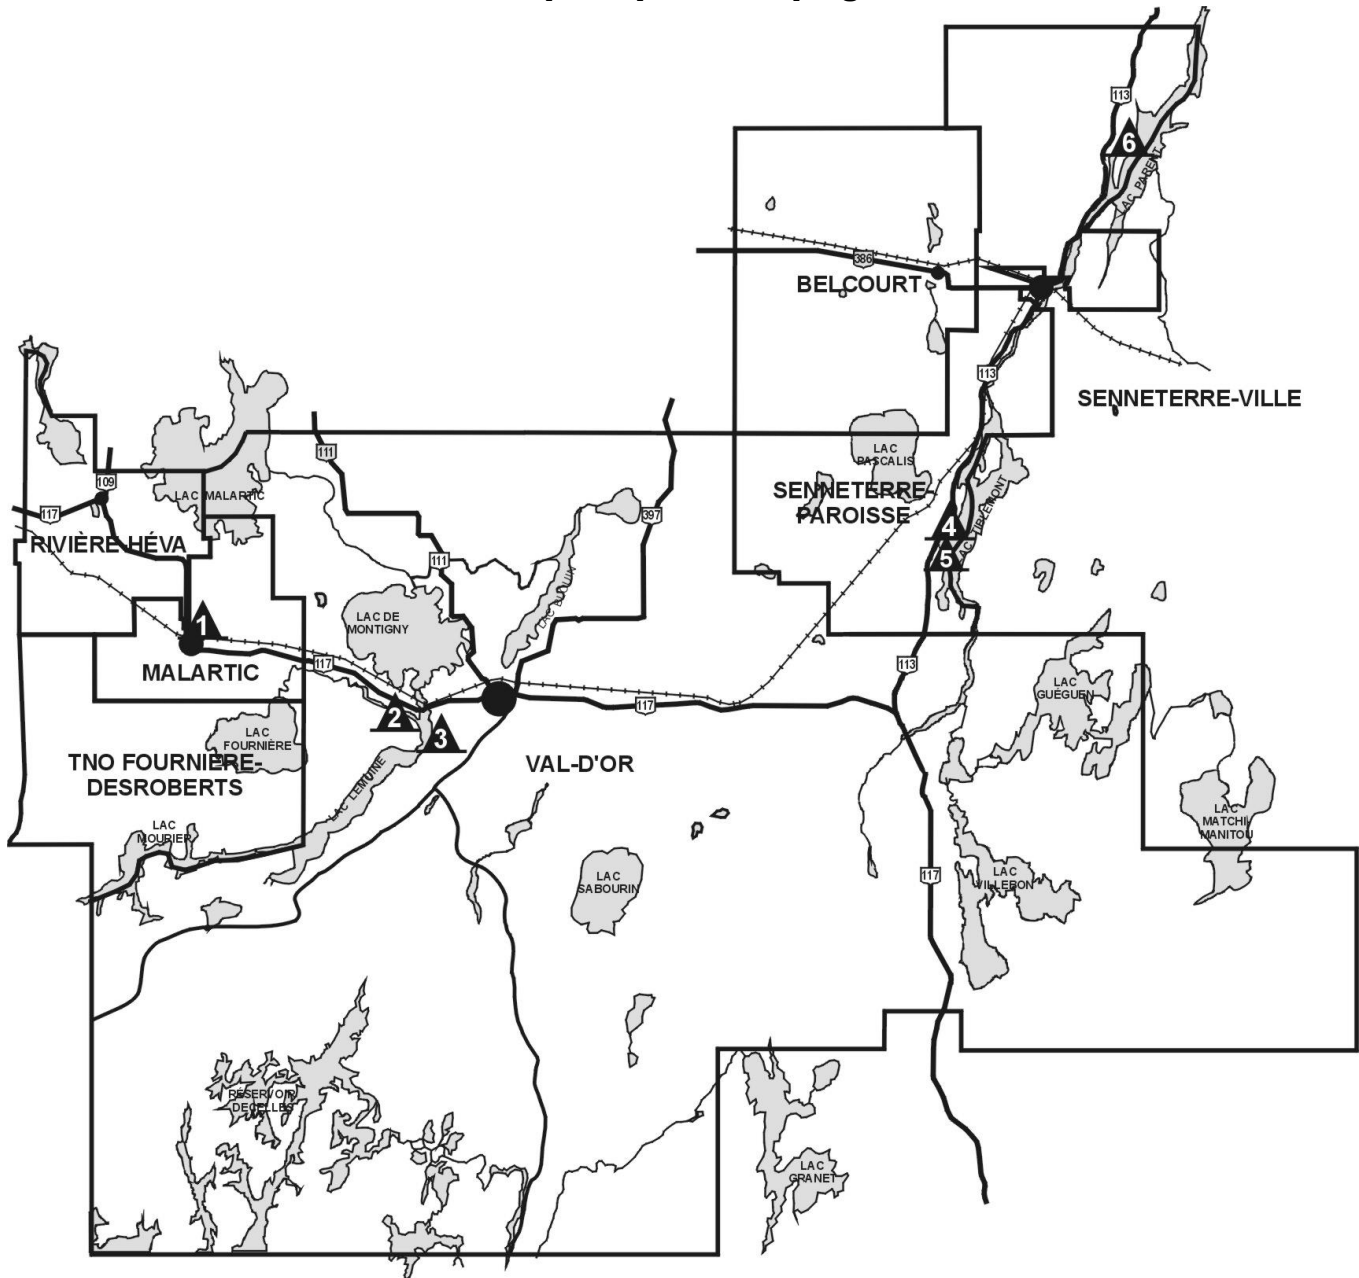 113
6
LAC PARENT
386
BELCOURT
113
SENNETERRE-VILLE
111
LAC
PASCALIS
109
LAC MALARTIC
117
397
SENNETERRE-
PAROISSE
LAC TIBLEMONT
4
5
RIVIÈRE-HÉVA
111
LAC DE
MONTIGNY
1
MALARTIC
117
113
LAC
GUÉGUEN
117
2
3
LAC
FOURNIÈRE
TNO FOURNIÈRE-
DESROBERTS
VAL-D'OR
LAC LEMOINE
LAC
MOURIER
LAC
MATCHI-
MANITOU
LAC
SABOURIN
117
LAC
VILLEBON
RÉSERVOIR
DECELLES
LAC
GRANET